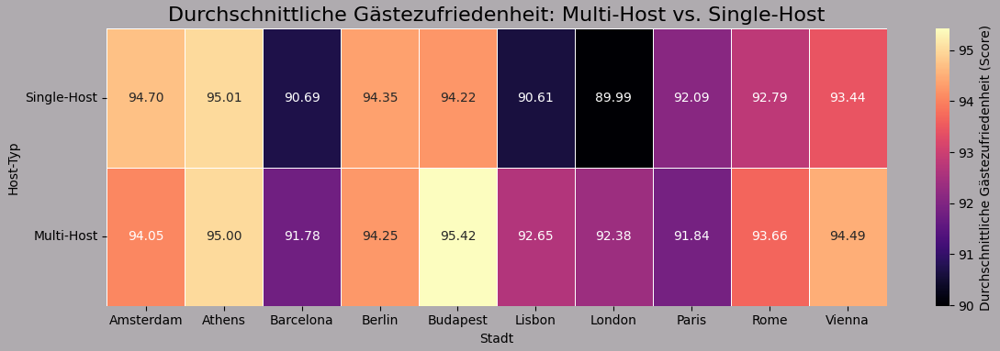 Durchschnittliche Gästezufriedenheit: Multi-Host vs. Single-Host
Host-Typ
Single-Host 94.70 95.01 90.69 94.35 94.22 90.61 89.99 92.09 92.79 93.44
Multi-Host 94.05 95.00 91.78 94.25 95.42 92.65 92.38 91.84 93.66 94.49
Amsterdam Athens Barcelona Berlin Budapest Lisbon London Paris Rome Vienna
Stadt
95
94
93
92
91
90
Durchschnittliche Gästezufriedenheit (Score)